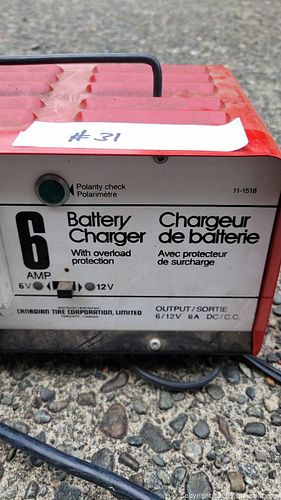 #31
Polarity check
Polarimètre
11-1518
6
AMP
Battery
Charger
With overload
protection
Chargeur
de batterie
Avec protecteur
de surcharge
6V
12V
CANADIAN TIRE CORPORATION, LIMITED
OUTPUT/SORTIE
6/12V 6A DC/C.C.